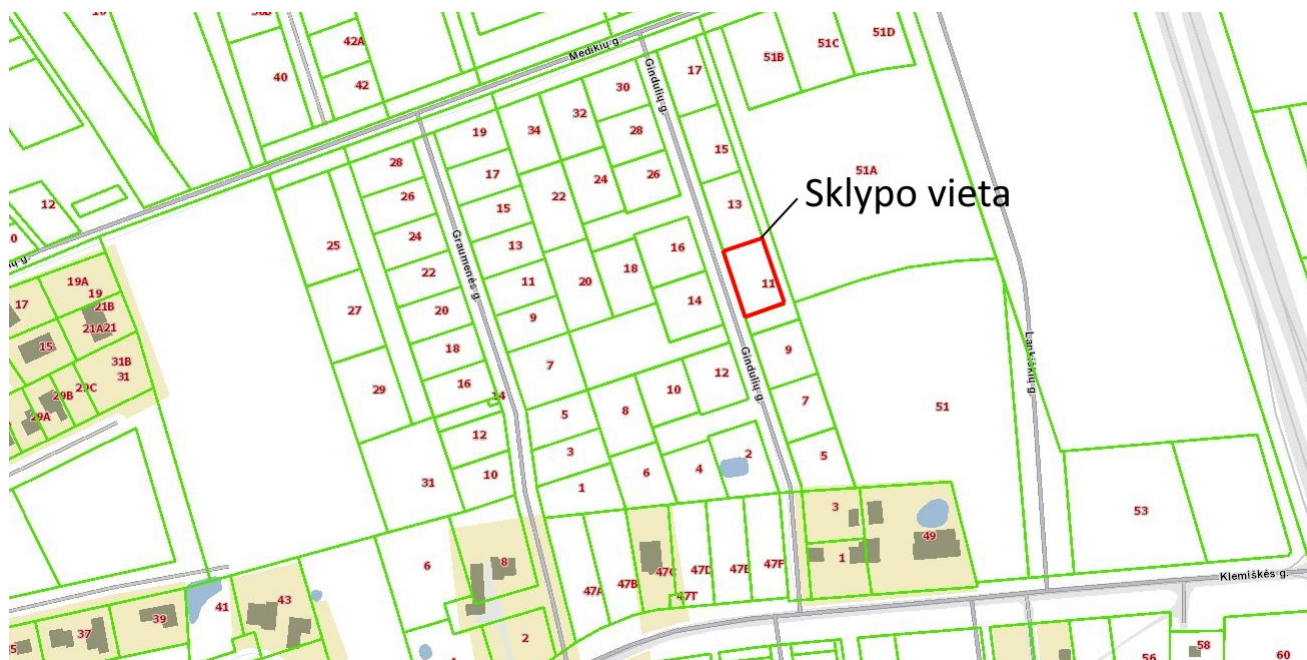 42A
40
42
51B
51C
51D
Medikių g.
Gindulių g.
17
30
32
34
19
28
28
26
17
15
51A
Sklypo vieta
13
24
22
26
15
24
13
25
12
16
18
11
22
20
14
11
Graumenės g.
27
20
9
18
7
Gindulių g.
9
12
10
16
14
29
5
8
7
51
Lankiškių g.
12
3
2
5
4
6
10
1
31
19A
19
17
21B
21A
21
15
31B
31
29C
29B
29A
3
49
1
53
6
8
47A
47B
47C
47D
47E
47F
47T
Klemiškės g.
41
43
39
37
2
56
58
60